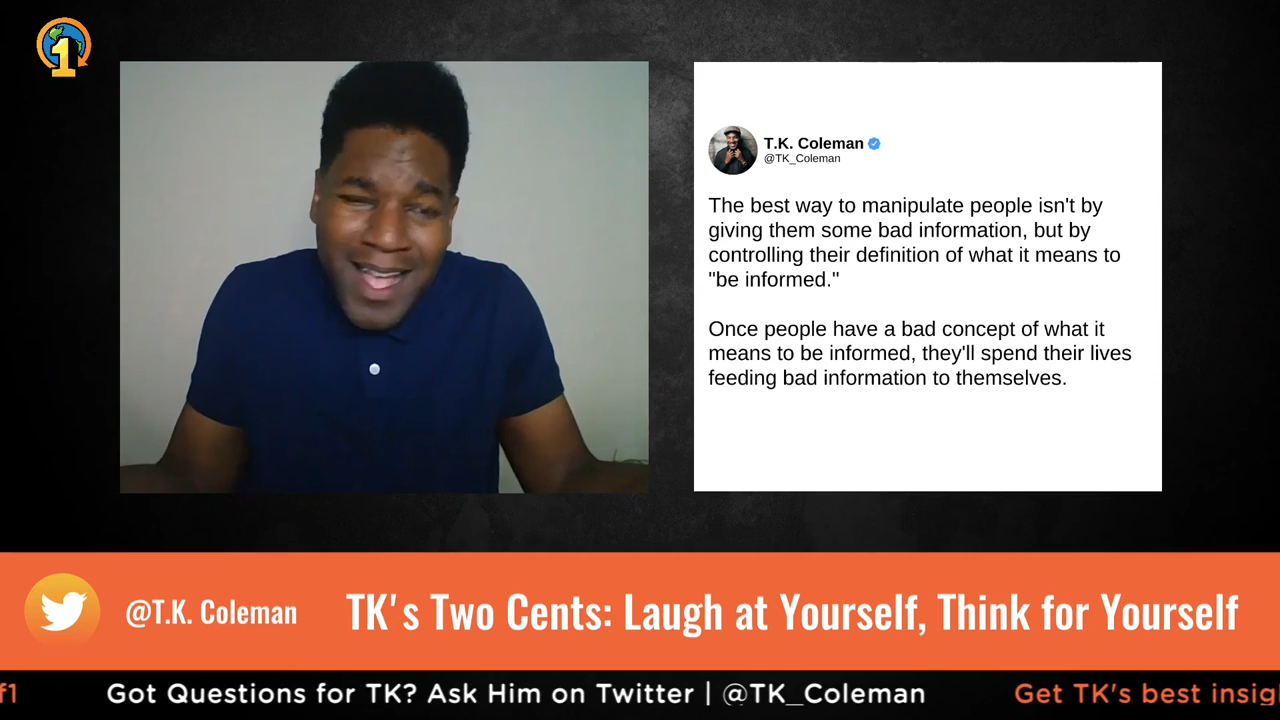 1
T.K. Coleman
@TK_Coleman
The best way to manipulate people isn't by
giving them some bad information, but by
controlling their definition of what it means to
"be informed."
Once people have a bad concept of what it
means to be informed, they'll spend their lives
feeding bad information to themselves.
@T.K. Coleman
TK's Two Cents: Laugh at Yourself, Think for Yourself
f1 Got Questions for TK? Ask Him on Twitter | @TK_Coleman Get TK's best insig